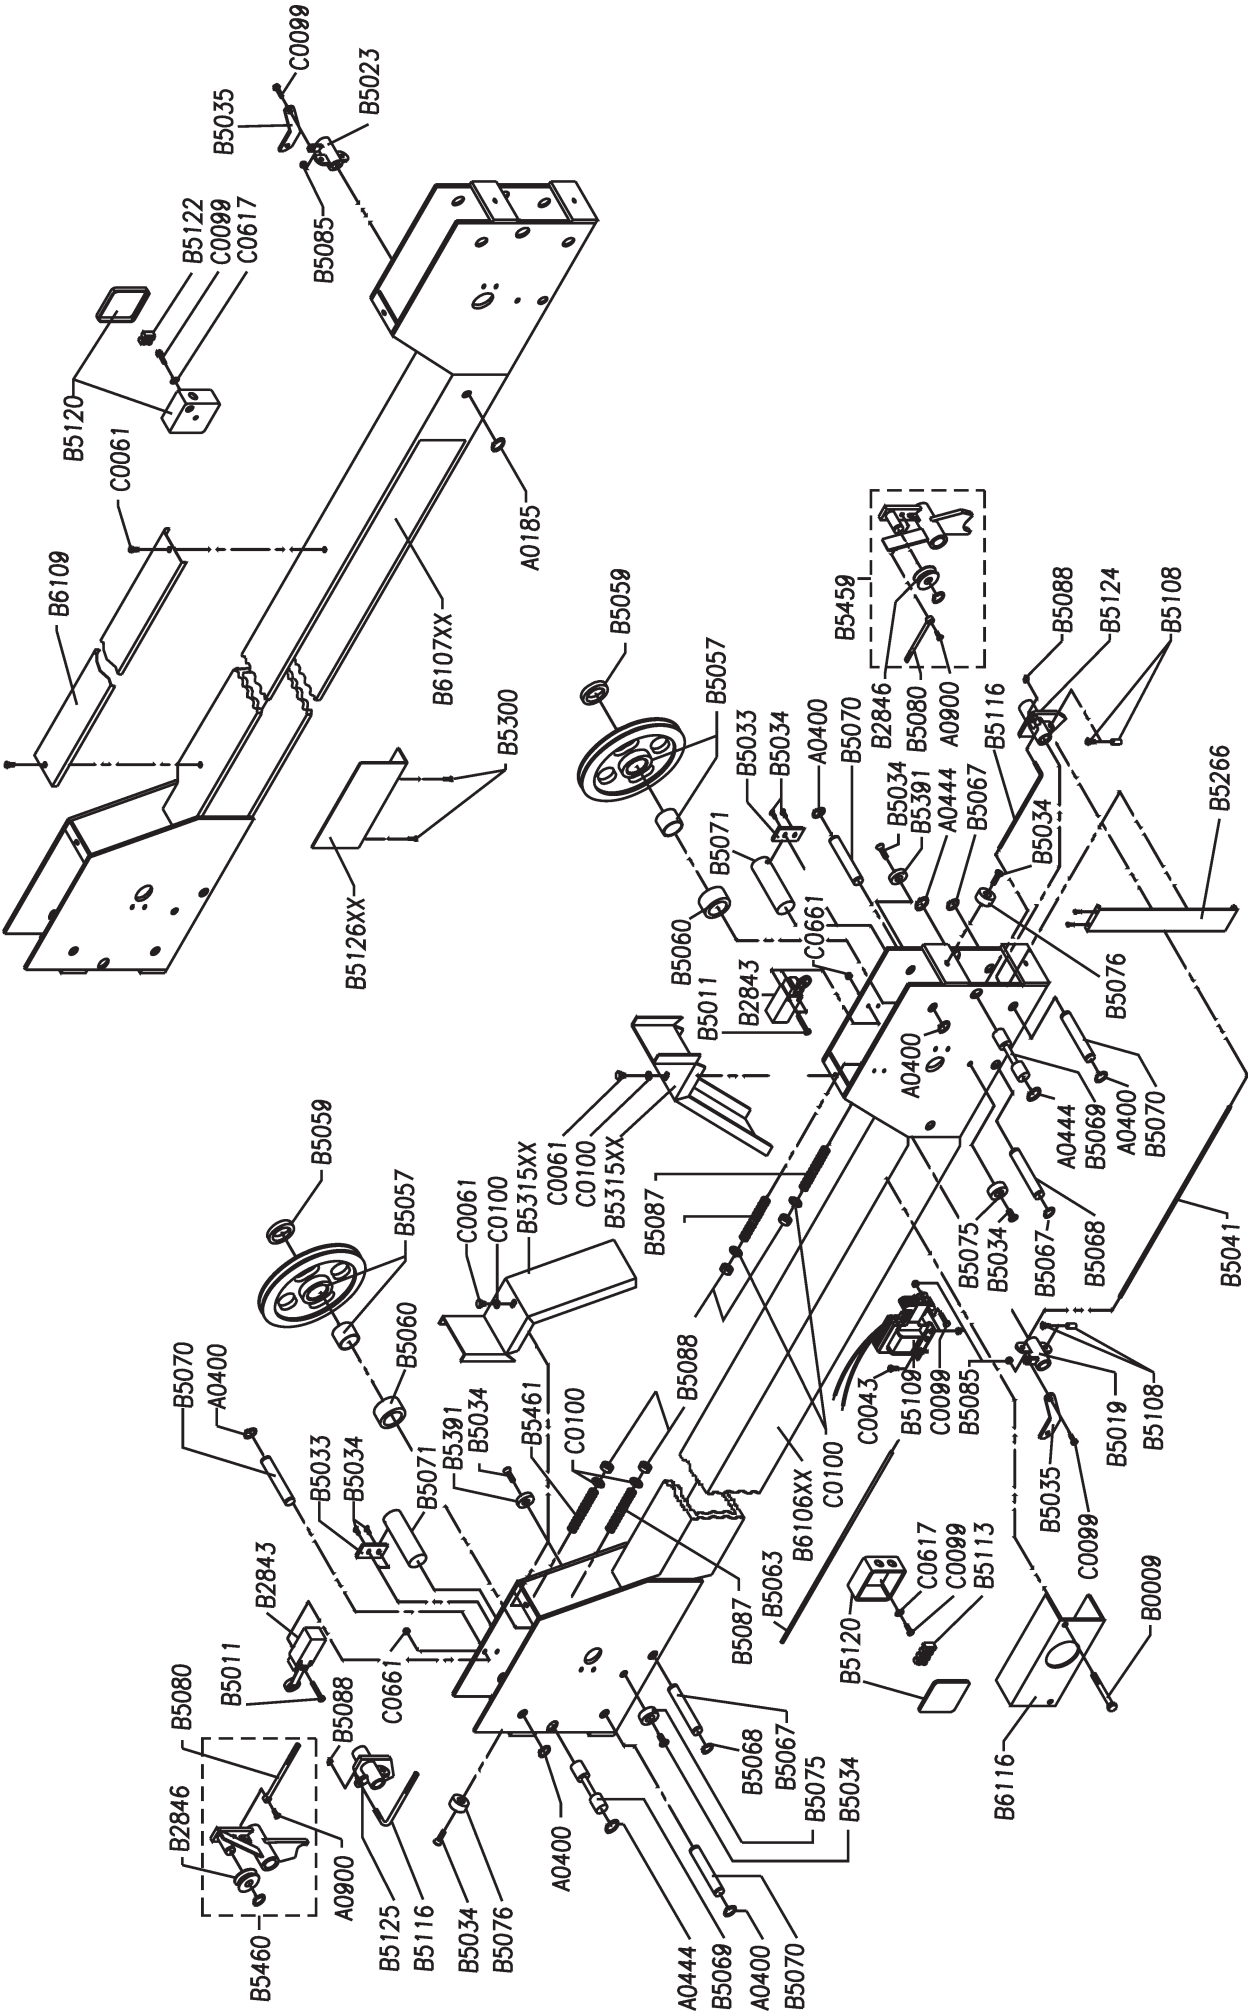 C0099
B5023
B5035
B5085
B5122
C0099
C0617
B5120
C0061
B6109
A0185
B6107XX
B5300
B5126XX
B5059
B5057
B5033
B5034
A0400
B5070
B5071
B5060
C0661
B2843
B5011
B5459
B2846
B5080
A0900
B5116
B5088
B5124
B5108
B5034
B5391
A0444
B5067
B5034
B5266
B5076
A0400
A0444
B5069
A0400
B5070
B5075
B5034
B5067
B5068
B5041
B5059
B5057
B5060
C0061
C0100
B5315XX
C0061
C0100
B5315XX
B5087
B5088
B5070
A0400
B5033
B5034
B5071
B5391
B5034
B5461
C0100
C0043
B5109
C0099
B5085
B5019
B5108
B5035
C0099
C0100
B6106XX
B5063
B5087
B5120
C0617
C0099
B5113
B0009
B6116
B2843
B5011
B5080
B5088
C0661
B2846
B5460
A0900
B5125
B5116
B5034
B5076
A0400
A0444
B5069
A0400
B5070
B5068
B5067
B5075
B5034